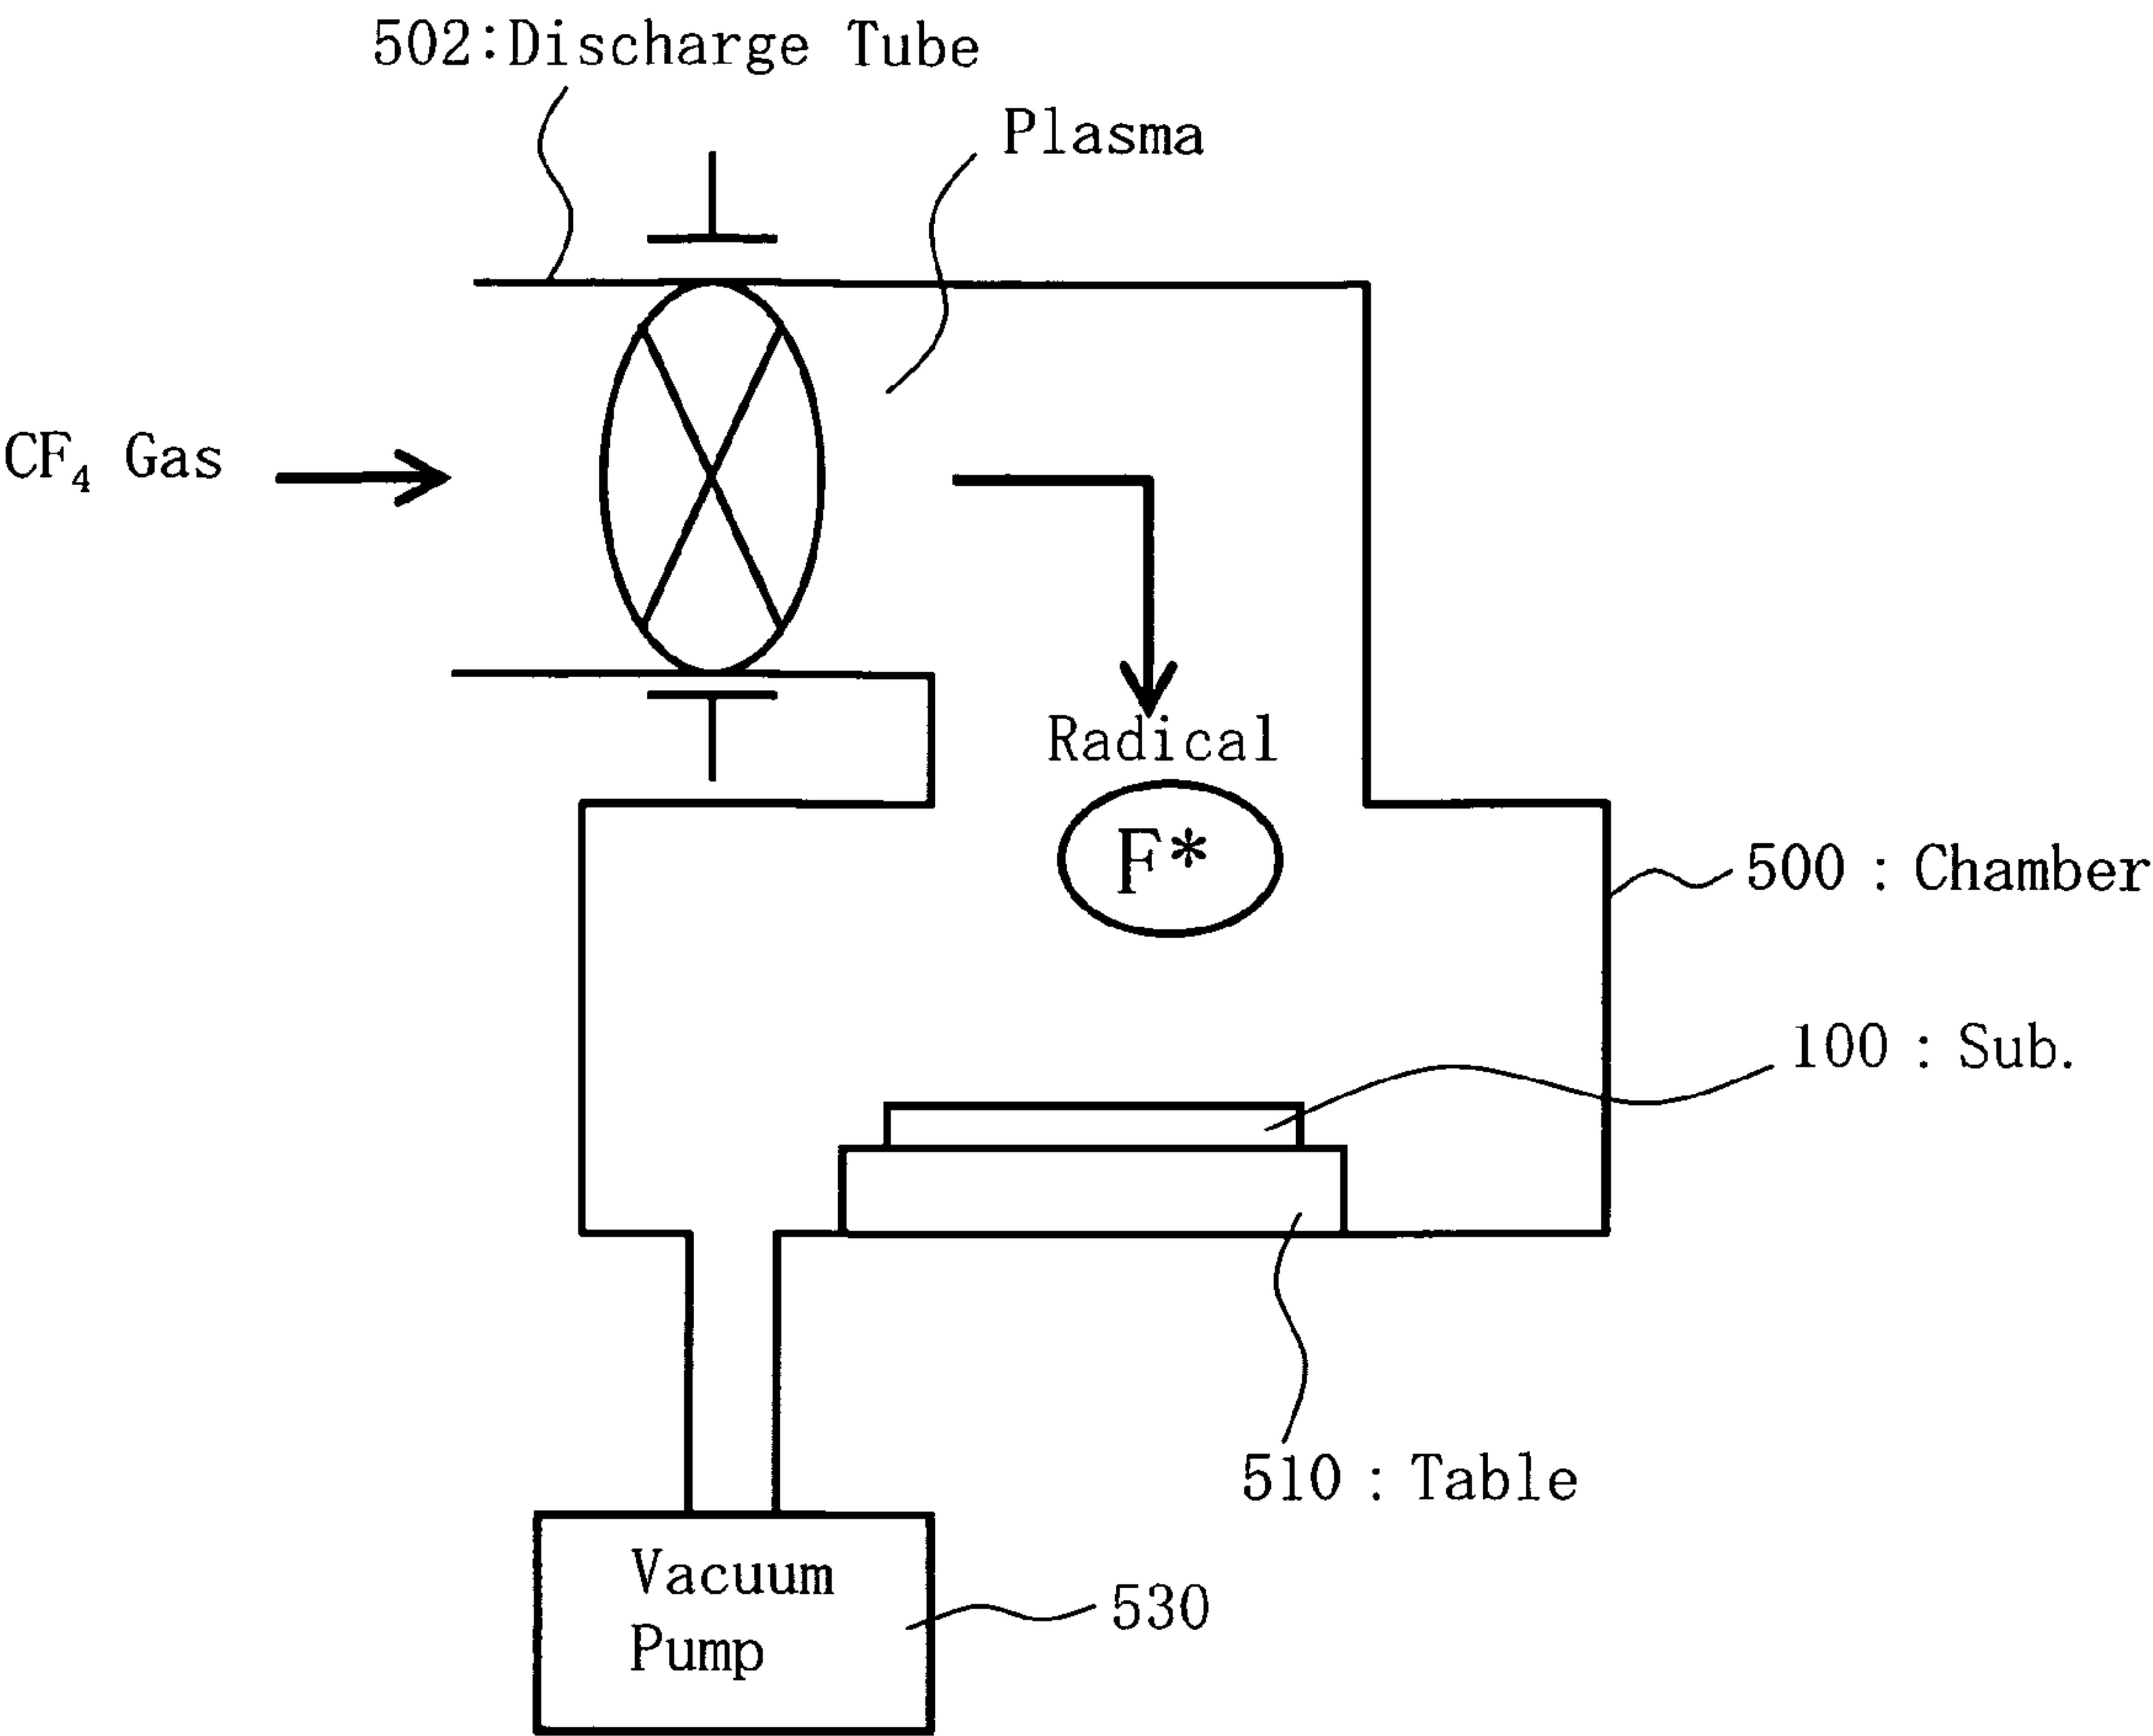 502:Discharge Tube
Plasma
CF₄ Gas
Radical
F*
500 : Chamber
100 : Sub.
510 : Table
Vacuum
Pump
530